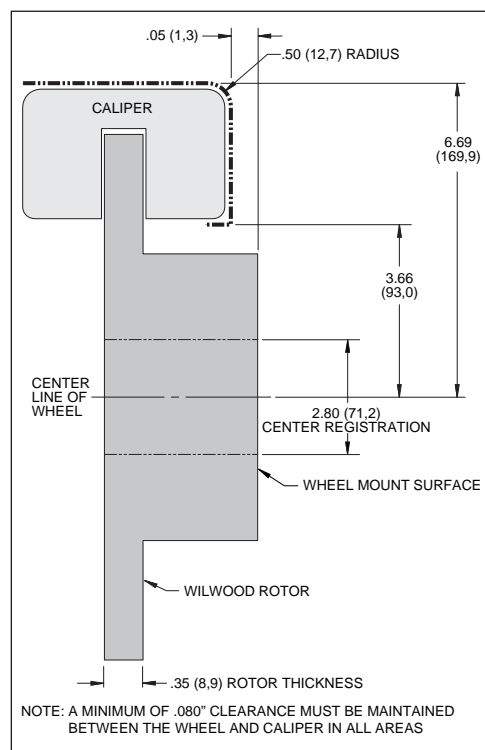 .05 (1,3)
.50 (12,7) RADIUS
CALIPER
6.69
(169,9)
3.66
(93,0)
CENTER
LINE OF
WHEEL
2.80 (71,2)
CENTER REGISTRATION
WHEEL MOUNT SURFACE
WILWOOD ROTOR
.35 (8,9) ROTOR THICKNESS
NOTE: A MINIMUM OF .080" CLEARANCE MUST BE MAINTAINED
BETWEEN THE WHEEL AND CALIPER IN ALL AREAS